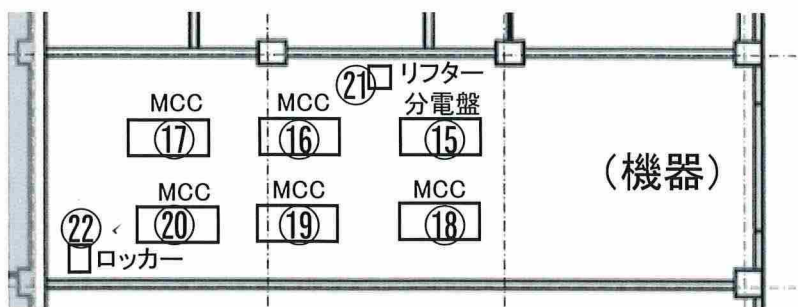 ㉑ リフター
MCC MCC 分電盤
⑰ ⑯ ⑮
(機器)
MCC MCC MCC
㉒ ⑳ ⑲ ⑱
ロッカー